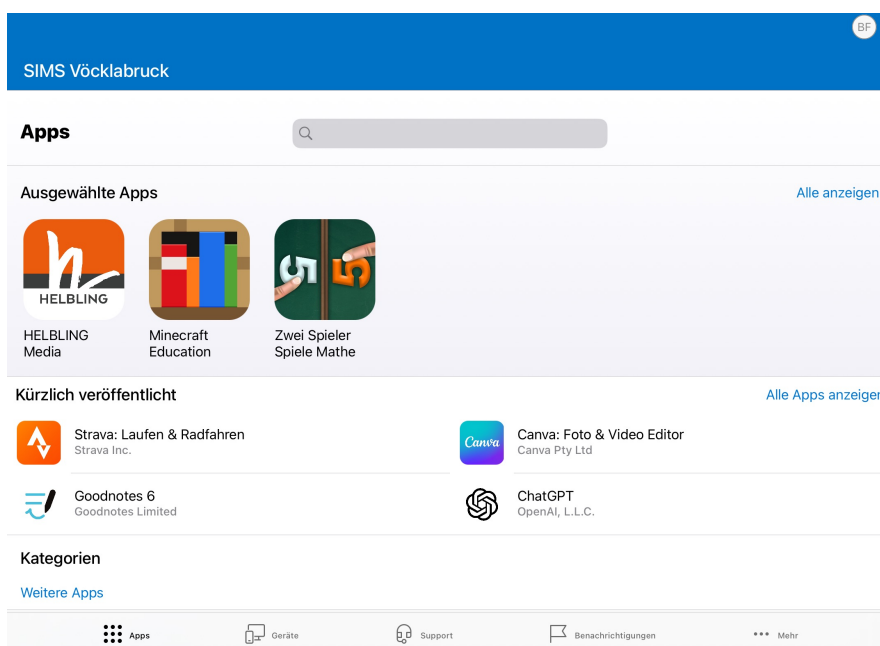 BF
SIMS Vöcklabruck
Apps
Ausgewählte Apps
Alle anzeigen
HELBLING
5 5
HELBLING
Media
Minecraft
Education
Zwei Spieler
Spiele Mathe
Kürzlich veröffentlicht
Alle Apps anzeigen
Strava: Laufen & Radfahren
Strava Inc.
Canva
Canva: Foto & Video Editor
Canva Pty Ltd
Goodnotes 6
Goodnotes Limited
ChatGPT
OpenAI, L.L.C.
Kategorien
Weitere Apps
Apps
Geräte
Support
Benachrichtigungen
Mehr